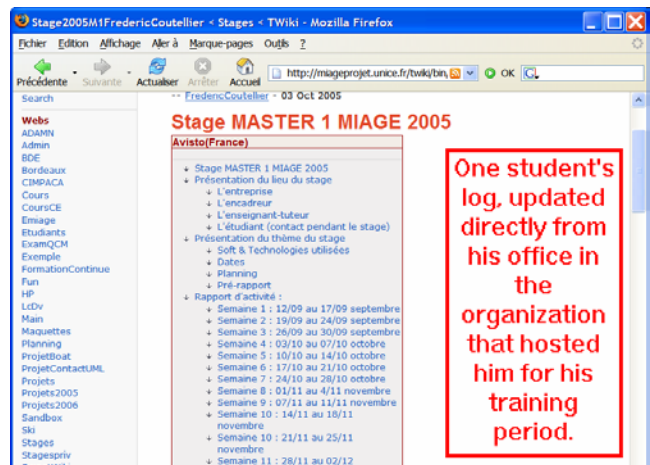 Stage2005M1FredericCoutellier < Stages < TWiki - Mozilla Firefox
Fichier Edition Affichage Aller à Marque-pages Outils ?
Précédente Suivante Actualiser Arrêter Accueil http://miageprojet.unice.fr/twiki/bin, OK
Search
-- FredericCoutellier - 03 Oct 2005
Webs
ADAMN
Admin
BDE
Bordeaux
CIMPACA
Cours
CoursCE
Emiage
Etudiants
ExamQCM
Exemple
FormationContinue
Fun
HP
LcDv
Main
Maquettes
Planning
ProjetBoat
ProjetContactUML
Projets
Projets2005
Projets2006
Sandbox
Ski
Stages
Stagespriv
Stage MASTER 1 MIAGE 2005
Avisto(France)
↓ Stage MASTER 1 MIAGE 2005
↓ Présentation du lieu du stage
↓ L'entreprise
↓ L'encadreur
↓ L'enseignant-tuteur
↓ L'étudiant (contact pendant le stage)
↓ Présentation du thème du stage
↓ Soft & Technologies utilisées
↓ Dates
↓ Planning
↓ Pré-rapport
↓ Rapport d'activité :
↓ Semaine 1 : 12/09 au 17/09 septembre
↓ Semaine 2 : 19/09 au 24/09 septembre
↓ Semaine 3 : 26/09 au 30/09 septembre
↓ Semaine 4 : 03/10 au 07/10 octobre
↓ Semaine 5 : 10/10 au 14/10 octobre
↓ Semaine 6 : 17/10 au 21/10 octobre
↓ Semaine 7 : 24/10 au 28/10 octobre
↓ Semaine 8 : 01/11 au 4/11 novembre
↓ Semaine 9 : 07/11 au 11/11 novembre
↓ Semaine 10 : 14/11 au 18/11
novembre
↓ Semaine 10 : 21/11 au 25/11
novembre
↓ Semaine 11 : 28/11 au 02/12
One student's
log, updated
directly from
his office in
the
organization
that hosted
him for his
training
period.